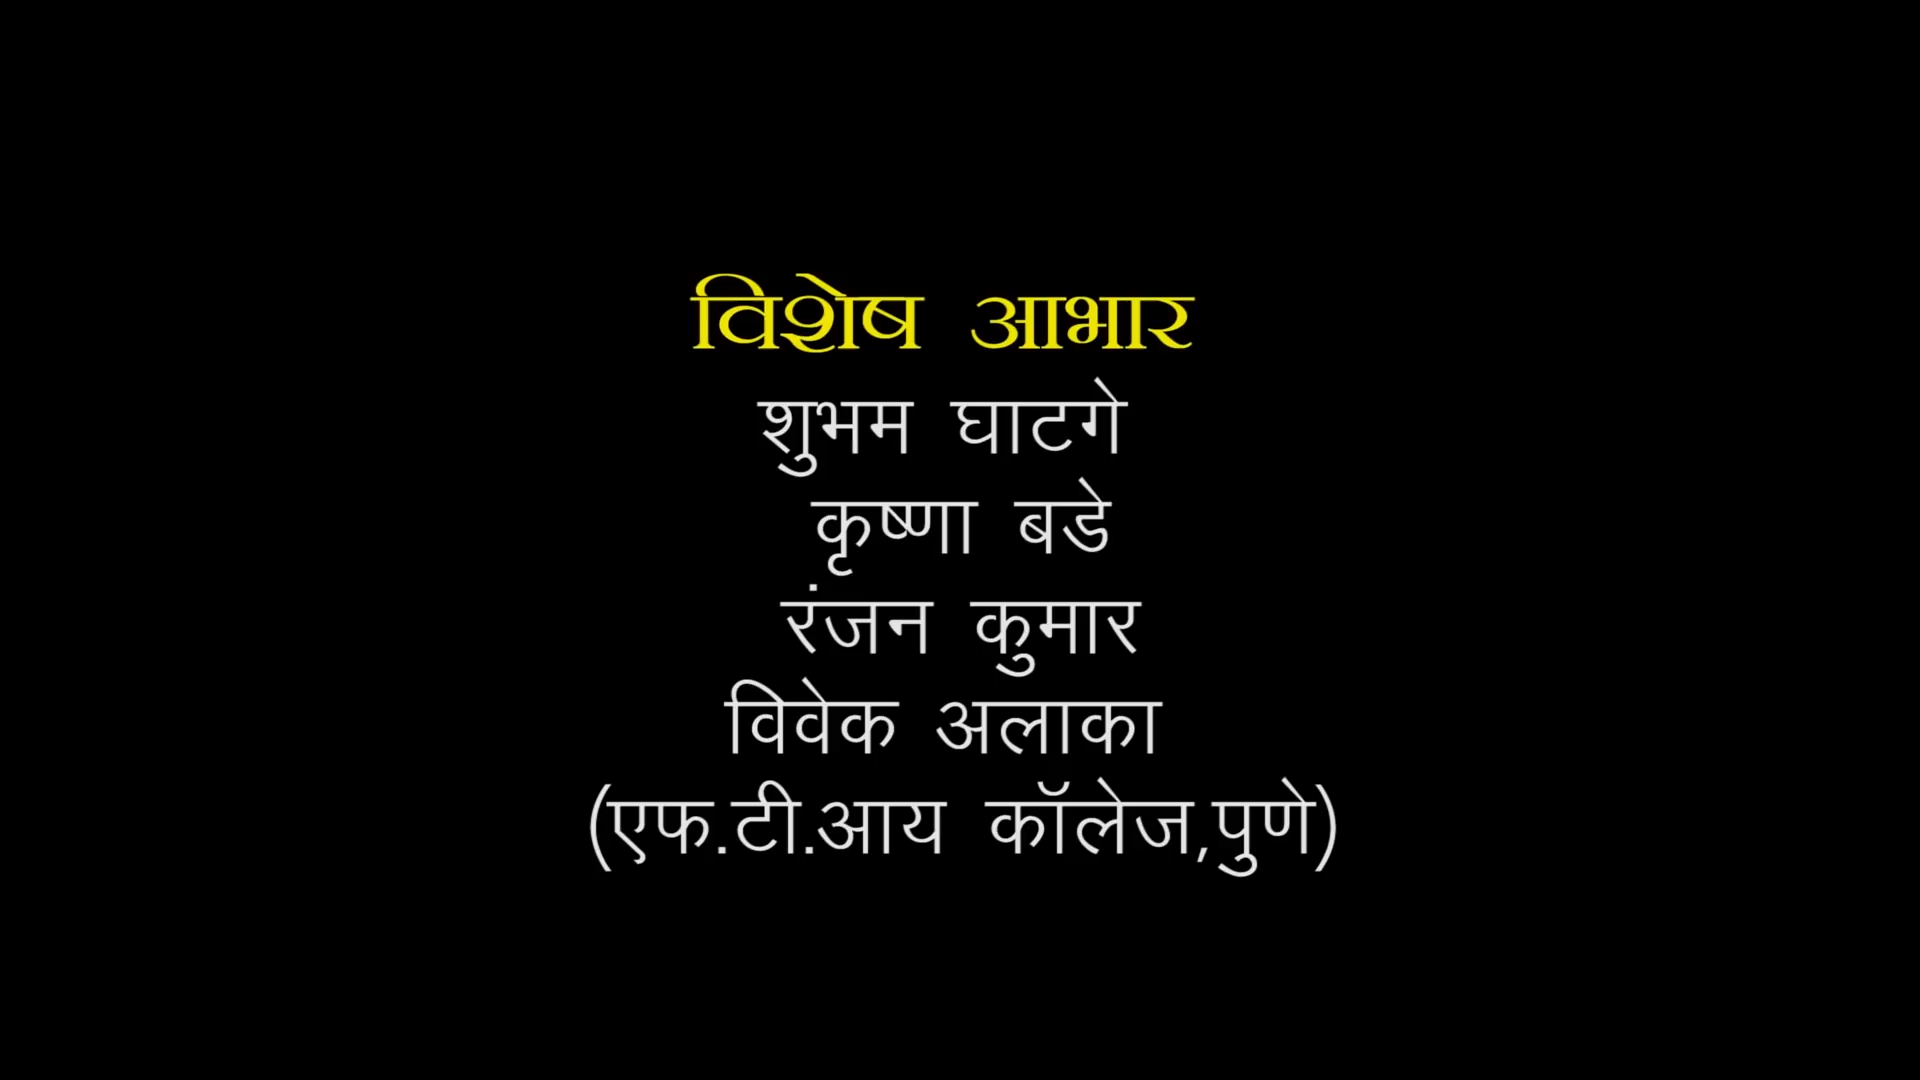 विशेष आभार
शुभम घाटगे
कृष्णा बडे
रंजन कुमार
विवेक अलाका
(एफ.टी.आय कॉलेज,पुणे)